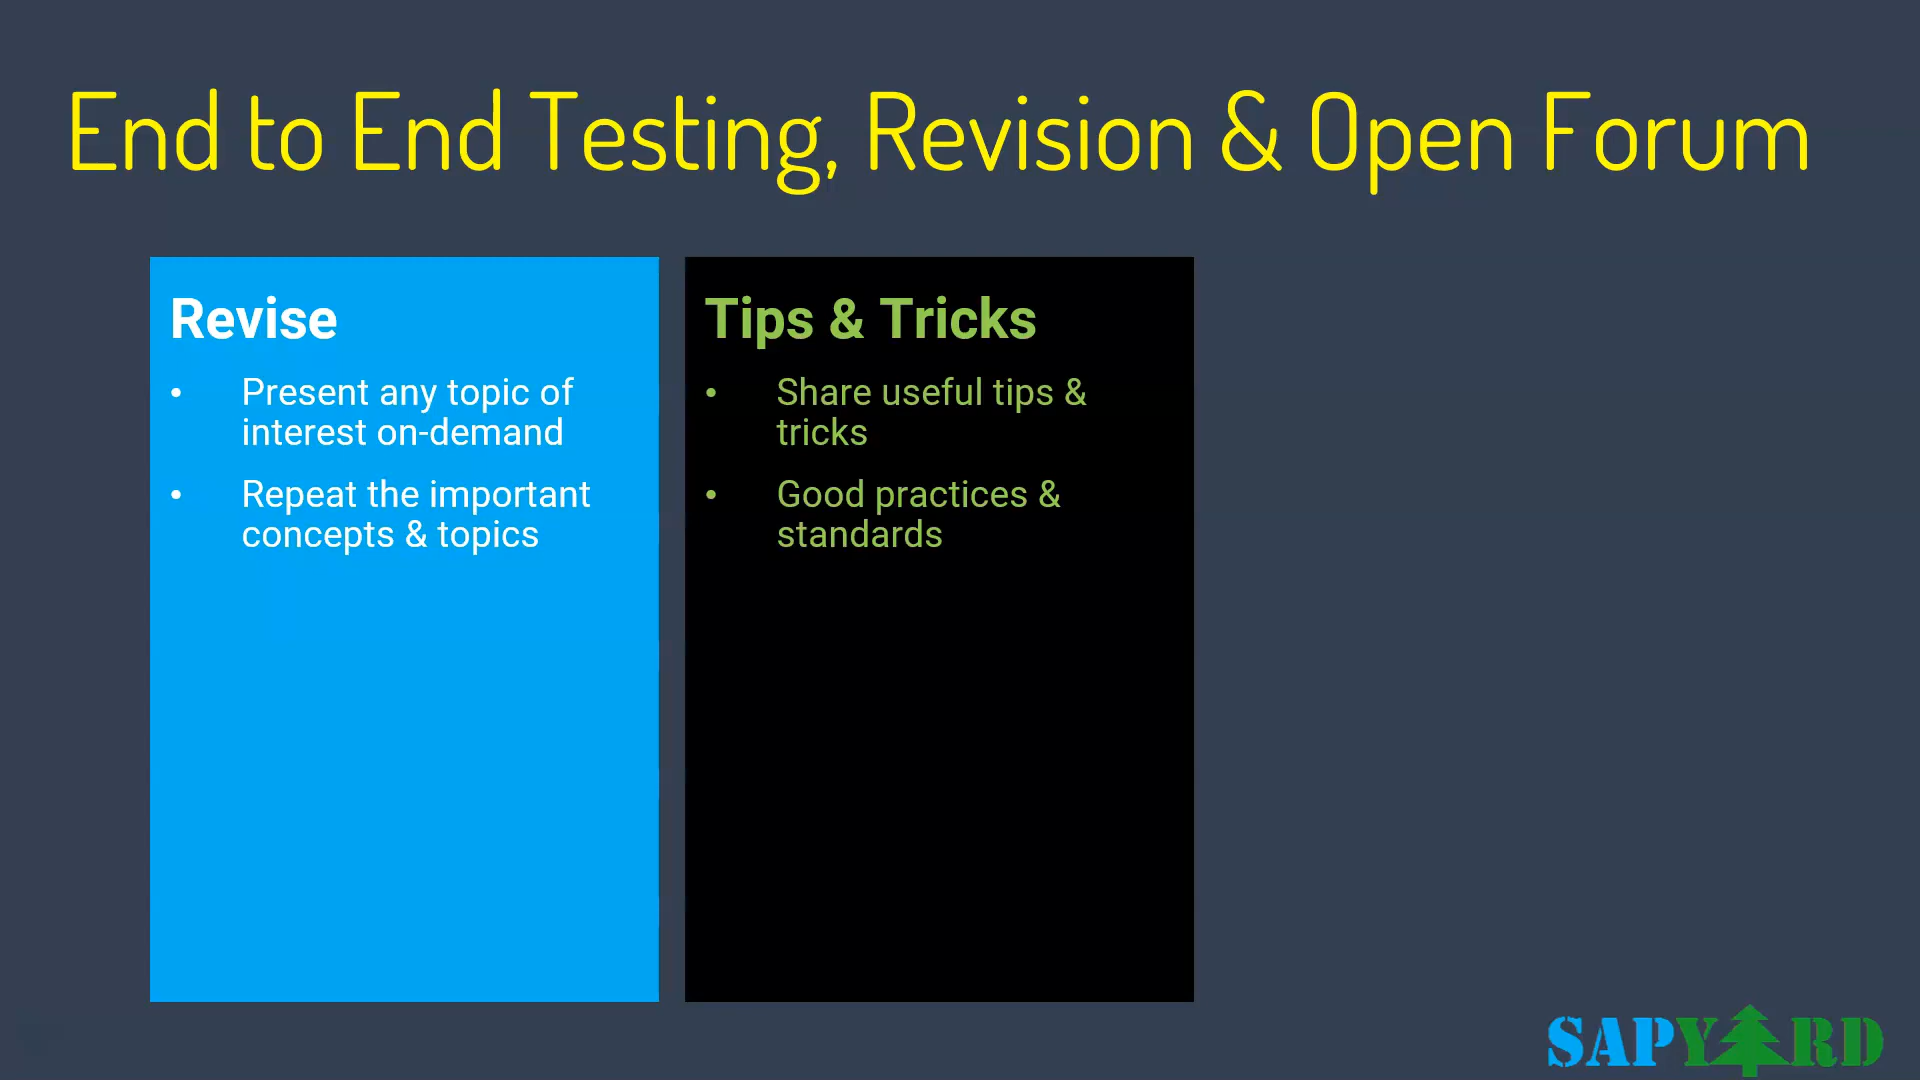 End to End Testing, Revision & Open Forum
Revise
• Present any topic of
interest on-demand
• Repeat the important
concepts & topics
Tips & Tricks
• Share useful tips &
tricks
• Good practices &
standards
SAPYARD